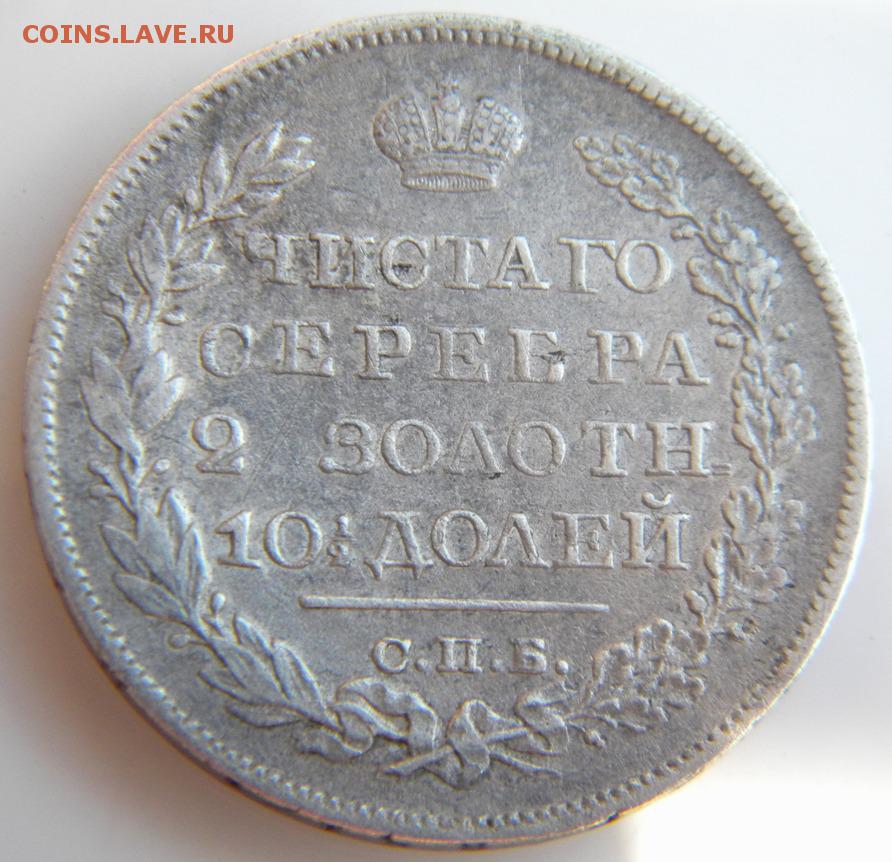 COINS.LAVE.RU
ЧИСТАГО
СЕРЕБРА
2 ЗОЛОТН.
10½ ДОЛЕЙ
С.П.Б.